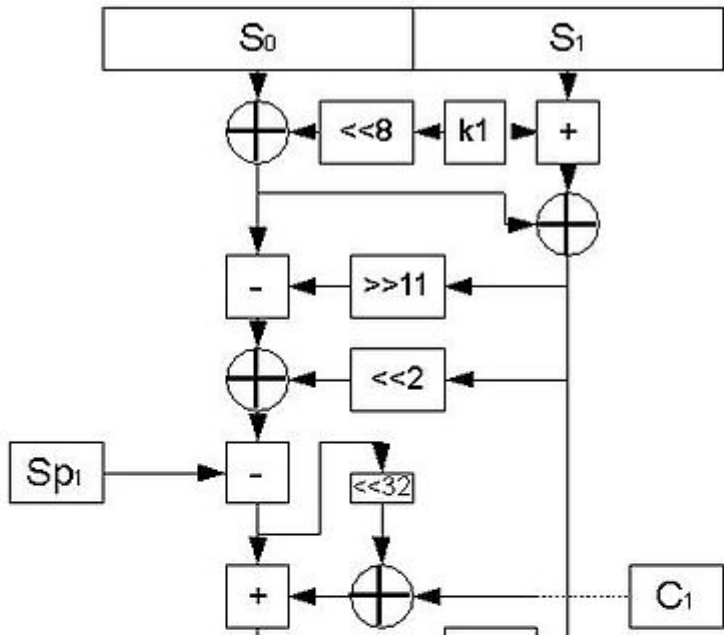 S₀ S₁
<<8 k1 +
- >>11
<<2
Sp₁ - <<32
+ C₁